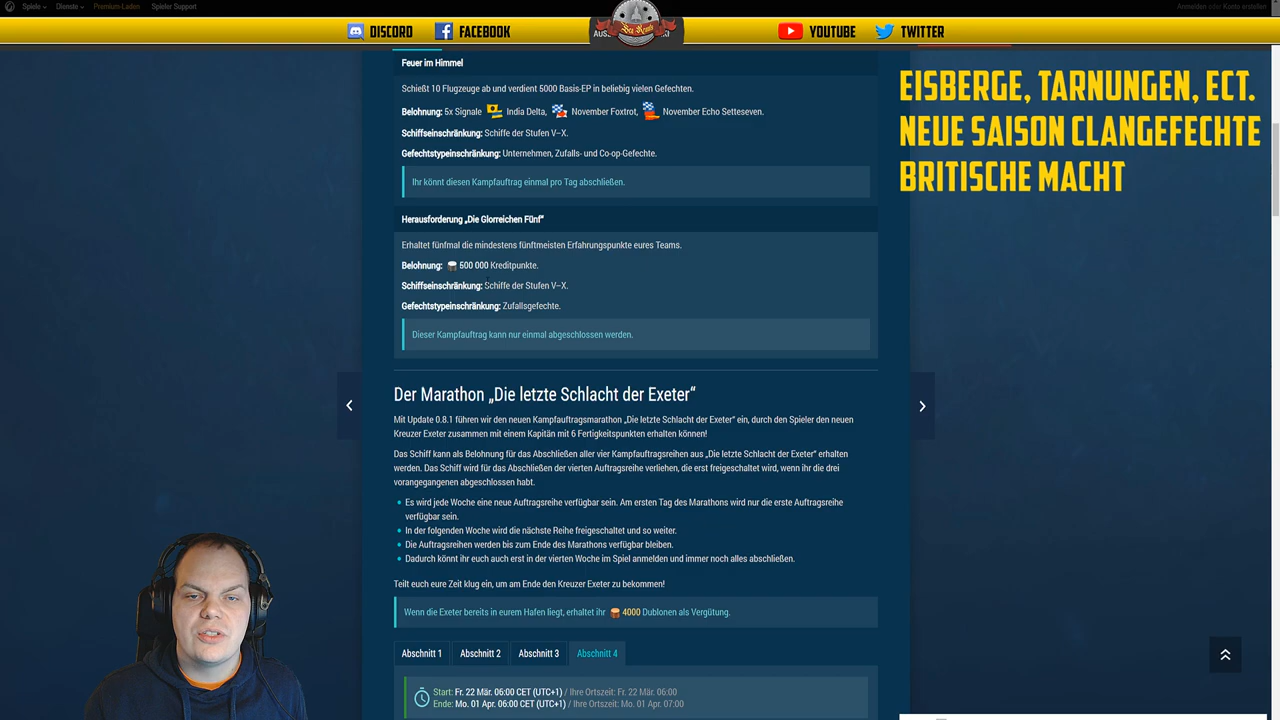 Spiele
Dienste
Premium-Laden
Spieler Support
Anmelden oder Konto erstellen
DISCORD
FACEBOOK
YOUTUBE
TWITTER
EISBERGE, TARNUNGEN, ECT.
NEUE SAISON CLANGEFECHTE
BRITISCHE MACHT
Feuer im Himmel
Schießt 10 Flugzeuge ab und verdient 5000 Basis-EP in beliebig vielen Gefechten.
Belohnung: 5x Signale India Delta, November Foxtrot, November Echo Setteseven.
Schiffseinschränkung: Schiffe der Stufen V–X.
Gefechtstypeinschränkung: Unternehmen, Zufalls- und Co-op-Gefechte.
Ihr könnt diesen Kampfauftrag einmal pro Tag abschließen.
Herausforderung „Die Glorreichen Fünf“
Erhaltet fünfmal die mindestens fünftmeisten Erfahrungspunkte eures Teams.
Belohnung: 500 000 Kreditpunkte.
Schiffseinschränkung: Schiffe der Stufen V–X.
Gefechtstypeinschränkung: Zufallsgefechte.
Dieser Kampfauftrag kann nur einmal abgeschlossen werden.
Der Marathon „Die letzte Schlacht der Exeter“
Mit Update 0.8.1 führen wir den neuen Kampfauftragsmarathon „Die letzte Schlacht der Exeter“ ein, durch den Spieler den neuen
Kreuzer Exeter zusammen mit einem Kapitän mit 6 Fertigkeitspunkten erhalten können!
Das Schiff kann als Belohnung für das Abschließen aller vier Kampfauftragsreihen aus „Die letzte Schlacht der Exeter“ erhalten
werden. Das Schiff wird für das Abschließen der vierten Auftragsreihe verliehen, die erst freigeschaltet wird, wenn ihr die drei
vorangegangenen abgeschlossen habt.
• Es wird jede Woche eine neue Auftragsreihe verfügbar sein. Am ersten Tag des Marathons wird nur die erste Auftragsreihe
verfügbar sein.
• In der folgenden Woche wird die nächste Reihe freigeschaltet und so weiter.
• Die Auftragsreihen werden bis zum Ende des Marathons verfügbar bleiben.
• Dadurch könnt ihr euch auch erst in der vierten Woche im Spiel anmelden und immer noch alles abschließen.
Teilt euch eure Zeit klug ein, um am Ende den Kreuzer Exeter zu bekommen!
Wenn die Exeter bereits in eurem Hafen liegt, erhaltet ihr 4000 Dublonen als Vergütung.
Abschnitt 1
Abschnitt 2
Abschnitt 3
Abschnitt 4
Start: Fr. 22 Mär. 06:00 CET (UTC+1) / Ihre Ortszeit: Fr. 22 Mär. 06:00
Ende: Mo. 01 Apr. 06:00 CET (UTC+1) / Ihre Ortszeit: Mo. 01 Apr. 07:00